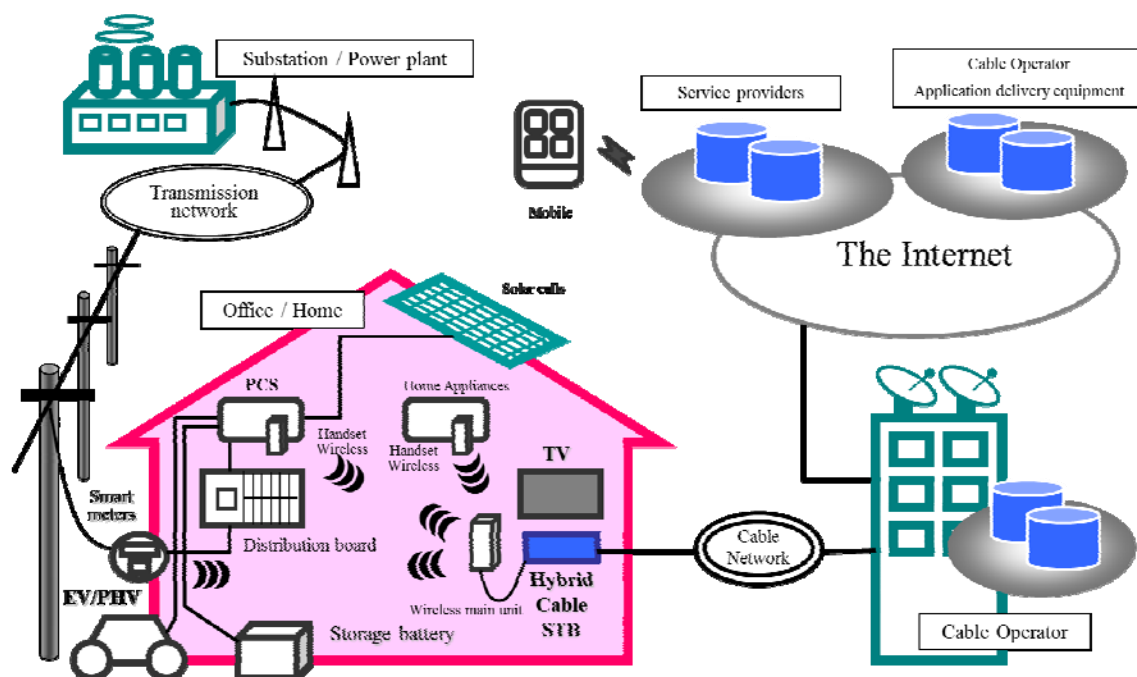 Substation / Power plant
Cable Operator
Application delivery equipment
Service providers
Transmission
network
Mobile
The Internet
Solar cells
Office / Home
PCS
Home Appliances
Handset
Wireless
Handset
Wireless
TV
Smart
meters
Distribution board
Cable
Network
EV/PHV
Wireless main unit
Hybrid
Cable
STB
Storage battery
Cable Operator